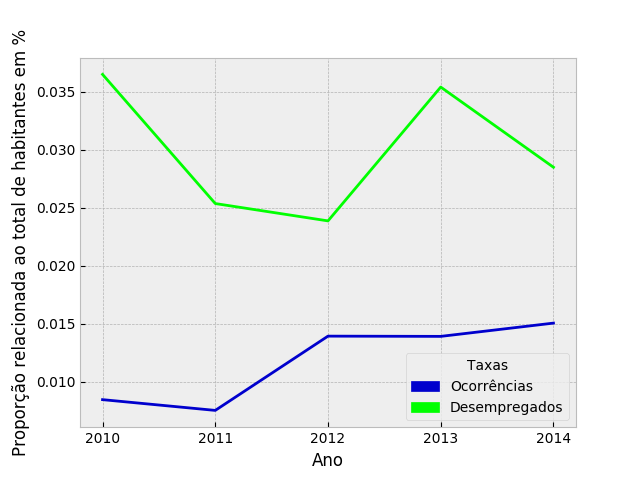 Proporção relacionada ao total de habitantes em %
0.035
0.030
0.025
0.020
0.015
0.010
2010 2011 2012 2013 2014
Ano
Taxas
Ocorrências
Desempregados